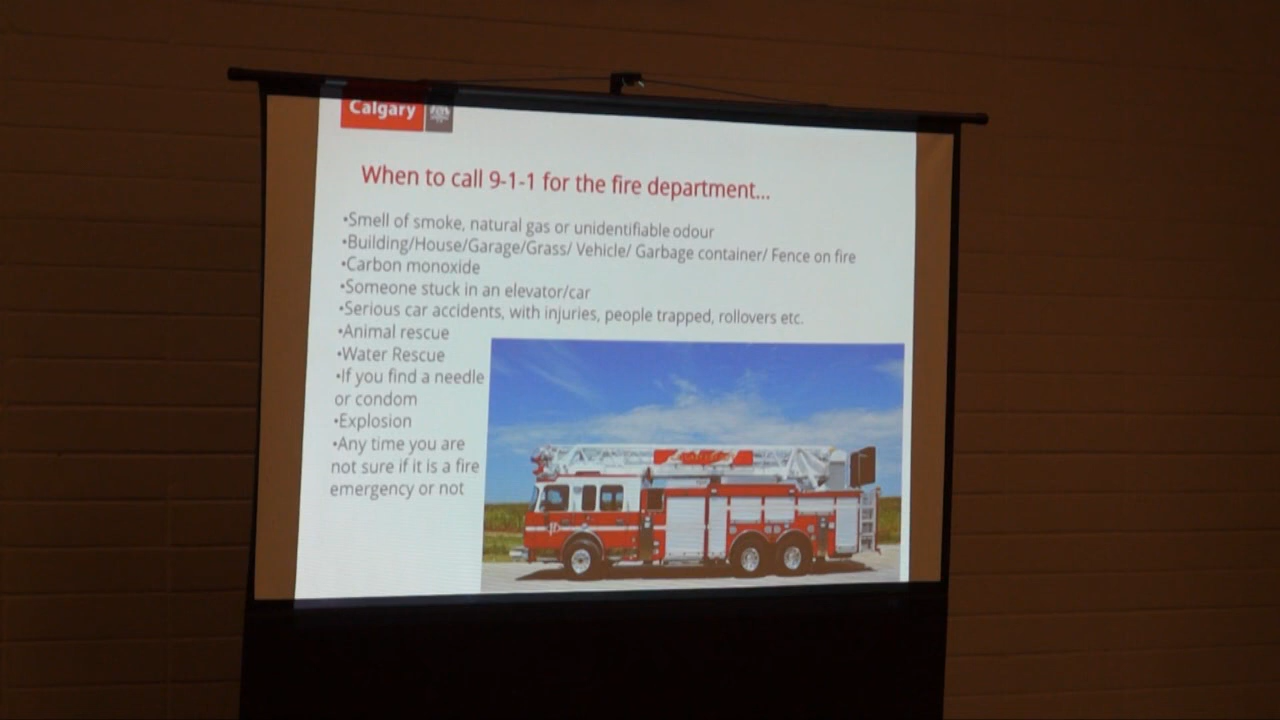 Calgary
When to call 9-1-1 for the fire department...
•Smell of smoke, natural gas or unidentifiable odour
•Building/House/Garage/Grass/ Vehicle/ Garbage container/ Fence on fire
•Carbon monoxide
•Someone stuck in an elevator/car
•Serious car accidents, with injuries, people trapped, rollovers etc.
•Animal rescue
•Water Rescue
•If you find a needle
or condom
•Explosion
•Any time you are
not sure if it is a fire
emergency or not